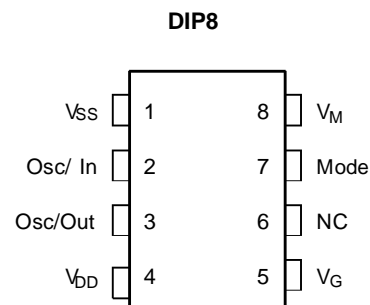 DIP8
VSS 1 8 VM
Osc/ In 2 7 Mode
Osc/Out 3 6 NC
VDD 4 5 VG